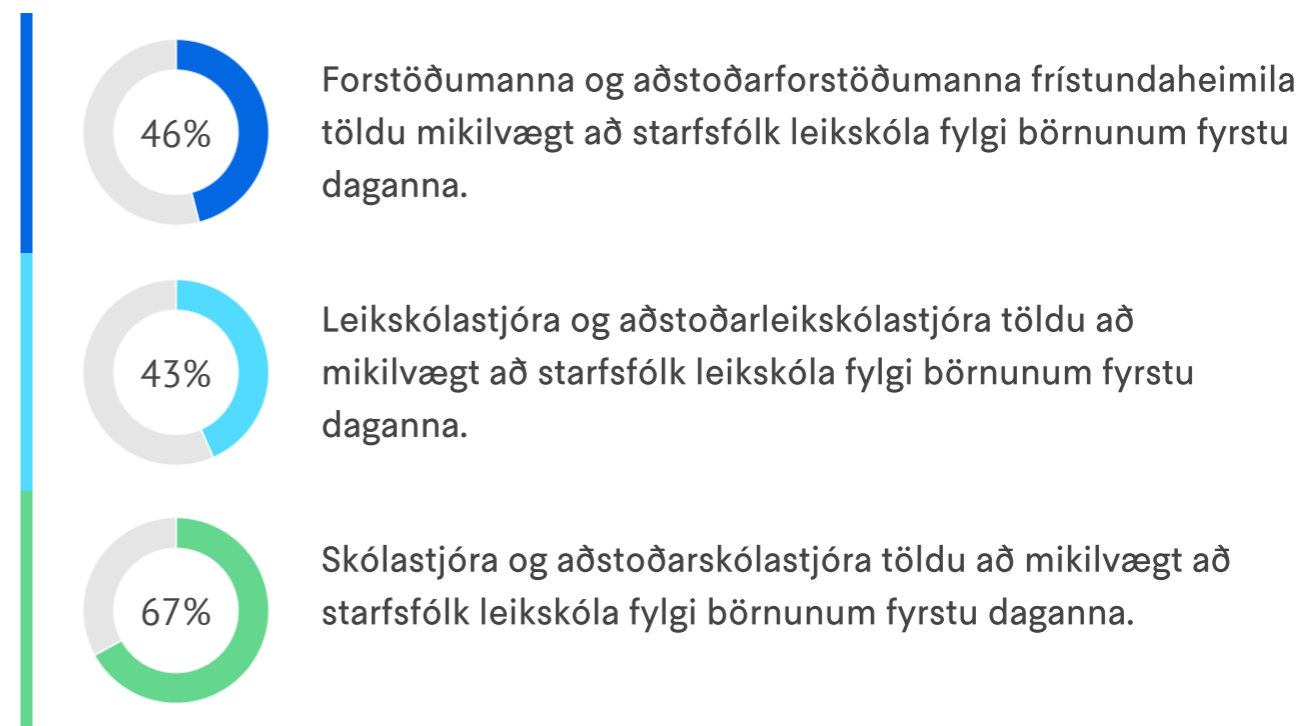 46%
Forstöðumanna og aðstoðarforstöðumanna frístundaheimila
töldu mikilvægt að starfsfólk leikskóla fylgi börnunum fyrstu
daganna.
43%
Leikskólastjóra og aðstoðarleikskólastjóra töldu að
mikilvægt að starfsfólk leikskóla fylgi börnunum fyrstu
daganna.
67%
Skólastjóra og aðstoðarskólastjóra töldu að mikilvægt að
starfsfólk leikskóla fylgi börnunum fyrstu daganna.